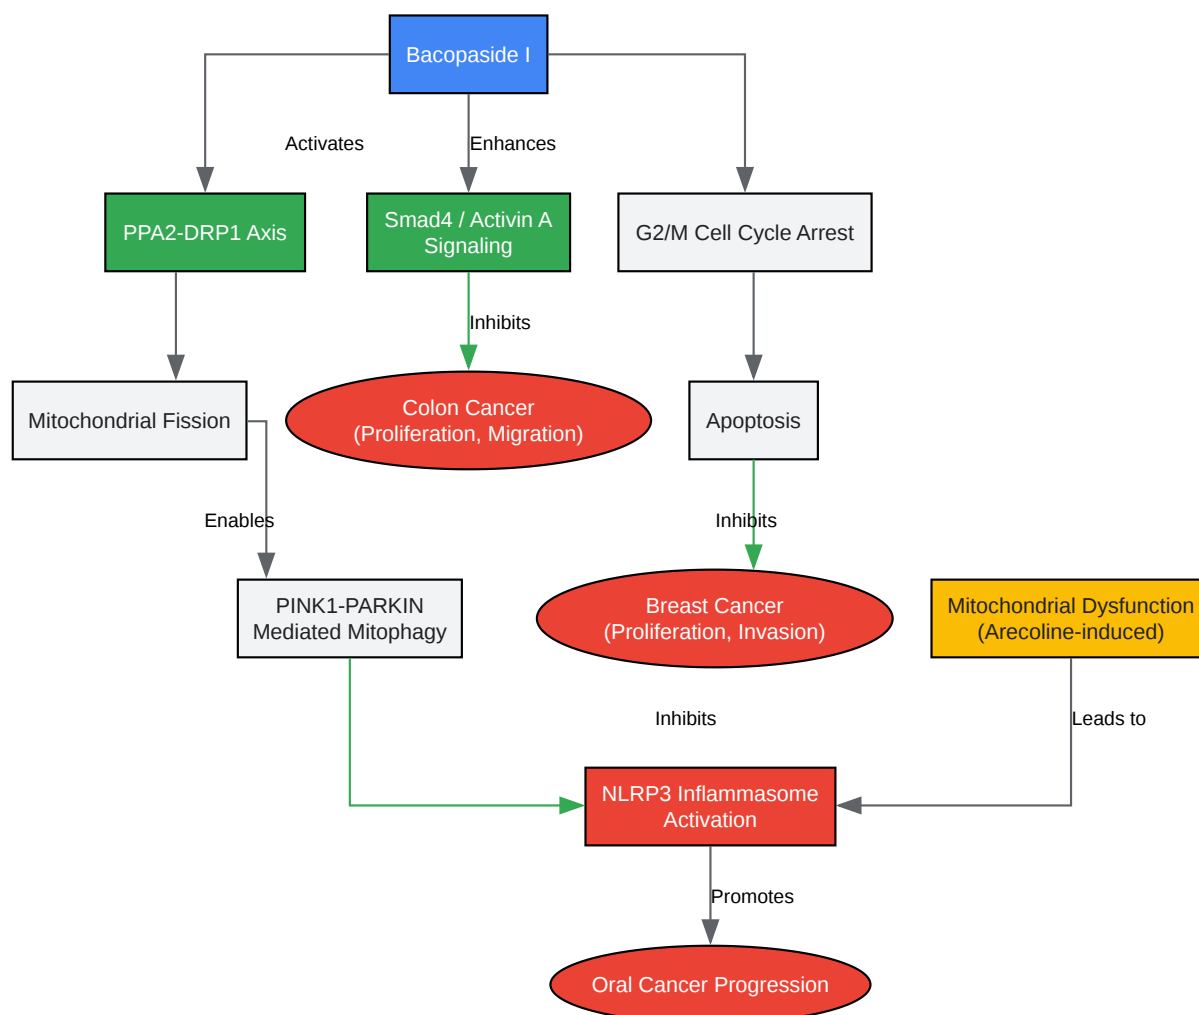 Bacopaside I
Activates
Enhances
PPA2-DRP1 Axis
Smad4 / Activin A
Signaling
G2/M Cell Cycle Arrest
Inhibits
Mitochondrial Fission
Colon Cancer
(Proliferation, Migration)
Apoptosis
Enables
Inhibits
PINK1-PARKIN
Mediated Mitophagy
Breast Cancer
(Proliferation, Invasion)
Mitochondrial Dysfunction
(Arecoline-induced)
Inhibits
Leads to
NLRP3 Inflammasome
Activation
Promotes
Oral Cancer Progression